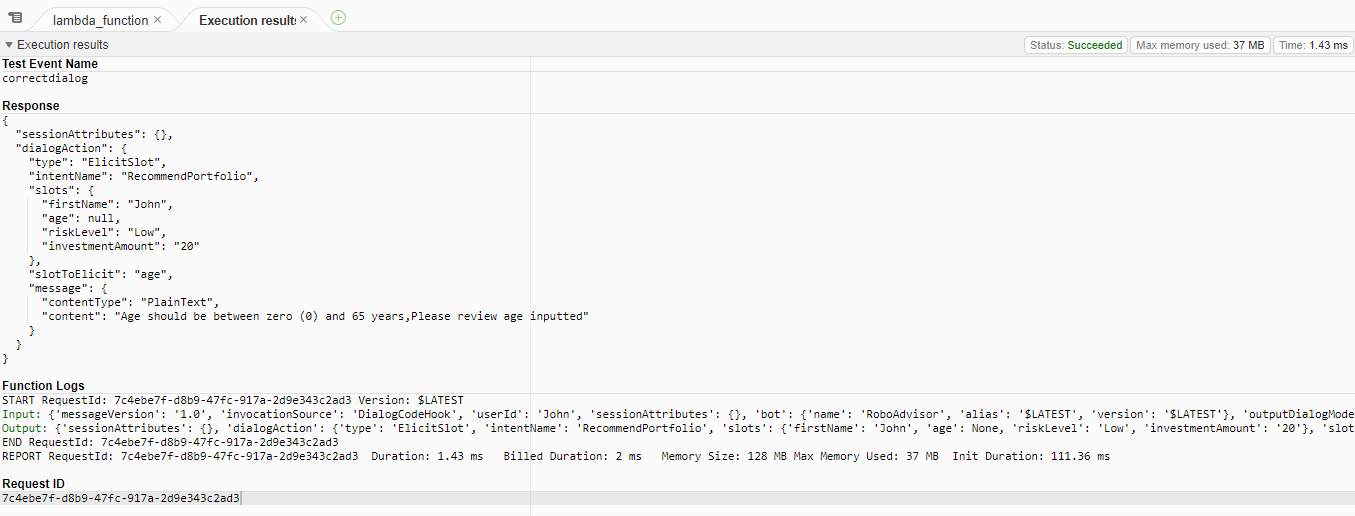 lambda_function × Execution results ×
Execution results Status: Succeeded Max memory used: 37 MB Time: 1.43 ms
Test Event Name
correctdialog
Response
{
  "sessionAttributes": {},
  "dialogAction": {
    "type": "ElicitSlot",
    "intentName": "RecommendPortfolio",
    "slots": {
      "firstName": "John",
      "age": null,
      "riskLevel": "Low",
      "investmentAmount": "20"
    },
    "slotToElicit": "age",
    "message": {
      "contentType": "PlainText",
      "content": "Age should be between zero (0) and 65 years,Please review age inputted"
    }
  }
}
Function Logs
START RequestId: 7c4ebe7f-d8b9-47fc-917a-2d9e343c2ad3 Version: $LATEST
Input: {'messageVersion': '1.0', 'invocationSource': 'DialogCodeHook', 'userId': 'John', 'sessionAttributes': {}, 'bot': {'name': 'RoboAdvisor', 'alias': '$LATEST', 'version': '$LATEST'}, 'outputDialogMode
Output: {'sessionAttributes': {}, 'dialogAction': {'type': 'ElicitSlot', 'intentName': 'RecommendPortfolio', 'slots': {'firstName': 'John', 'age': None, 'riskLevel': 'Low', 'investmentAmount': '20'}, 'slot
END RequestId: 7c4ebe7f-d8b9-47fc-917a-2d9e343c2ad3
REPORT RequestId: 7c4ebe7f-d8b9-47fc-917a-2d9e343c2ad3  Duration: 1.43 ms   Billed Duration: 2 ms   Memory Size: 128 MB Max Memory Used: 37 MB  Init Duration: 111.36 ms
Request ID
7c4ebe7f-d8b9-47fc-917a-2d9e343c2ad3